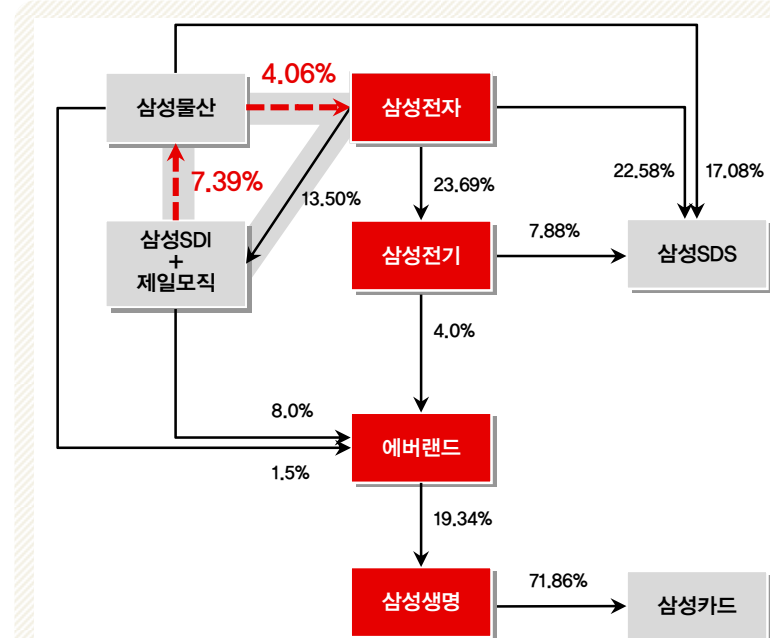 4.06%
삼성물산
삼성전자
7.39%
13.50%
23.69%
22.58%
17.08%
삼성SDI
+
제일모직
삼성전기
7.88%
삼성SDS
4.0%
8.0%
에버랜드
1.5%
19.34%
삼성생명
71.86%
삼성카드